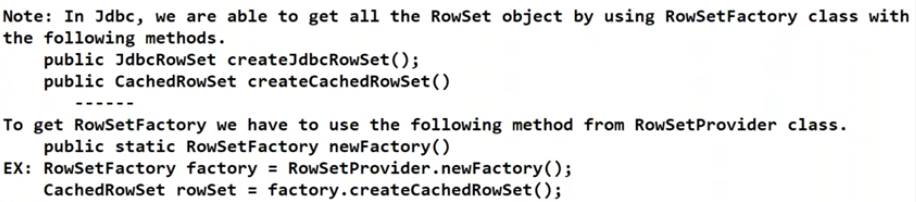 Note: In Jdbc, we are able to get all the RowSet object by using RowSetFactory class with
the following methods.
public JdbcRowSet createJdbcRowSet();
public CachedRowSet createCachedRowSet()
------
To get RowSetFactory we have to use the following method from RowSetProvider class.
public static RowSetFactory newFactory()
EX: RowSetFactory factory = RowSetProvider.newFactory();
CachedRowSet rowSet = factory.createCachedRowSet();